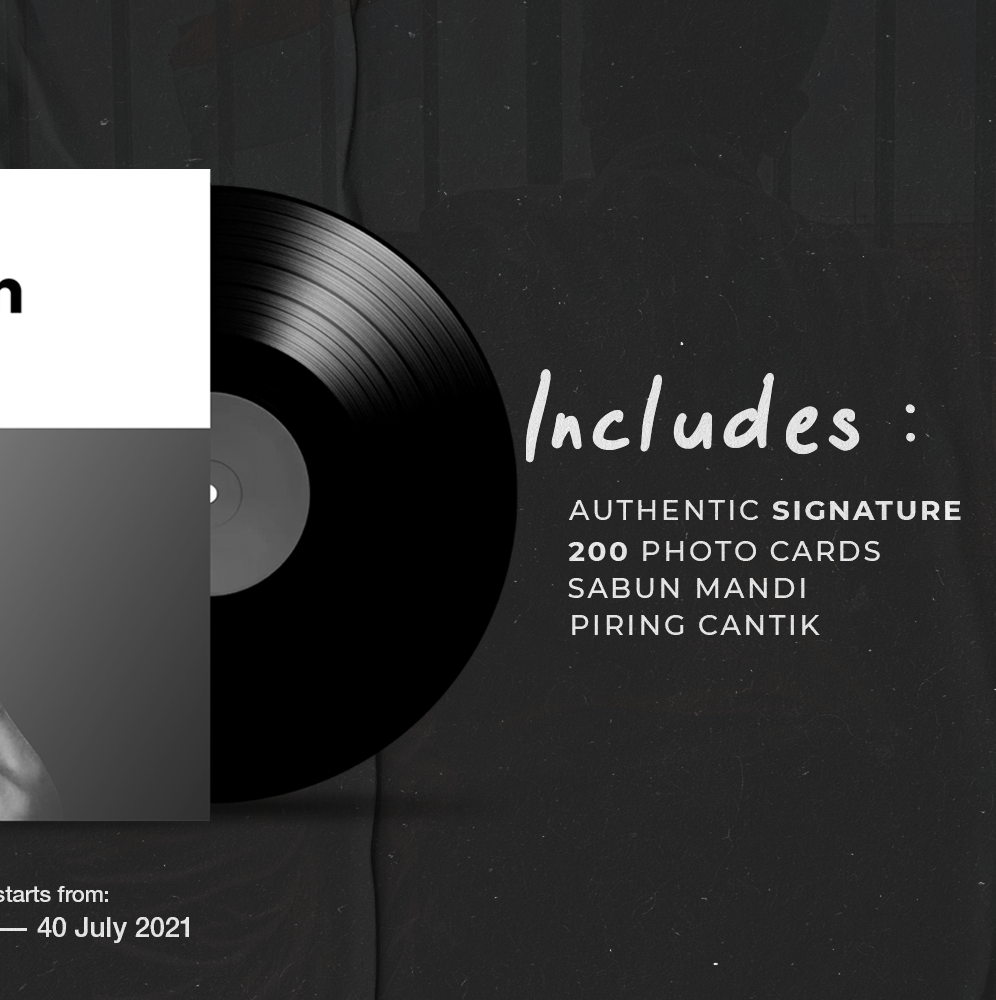 n
Includes :
AUTHENTIC SIGNATURE
200 PHOTO CARDS
SABUN MANDI
PIRING CANTIK
starts from:
— 40 July 2021